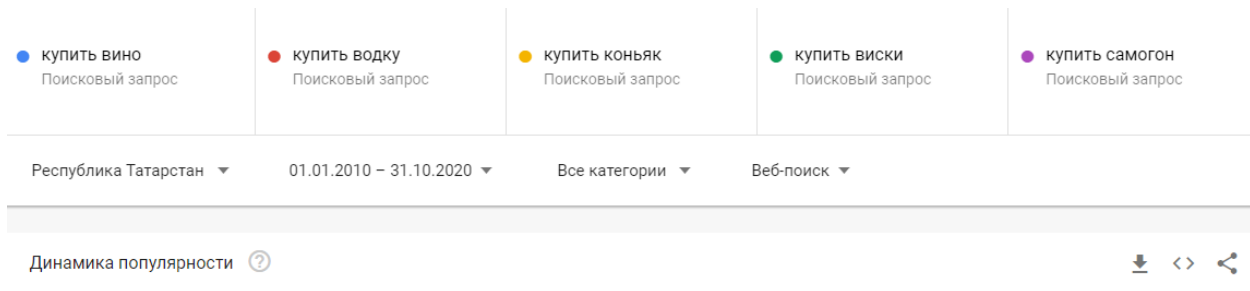 купить вино
Поисковый запрос
купить водку
Поисковый запрос
купить коньяк
Поисковый запрос
купить виски
Поисковый запрос
купить самогон
Поисковый запрос
Республика Татарстан
01.01.2010 – 31.10.2020
Все категории
Веб-поиск
Динамика популярности